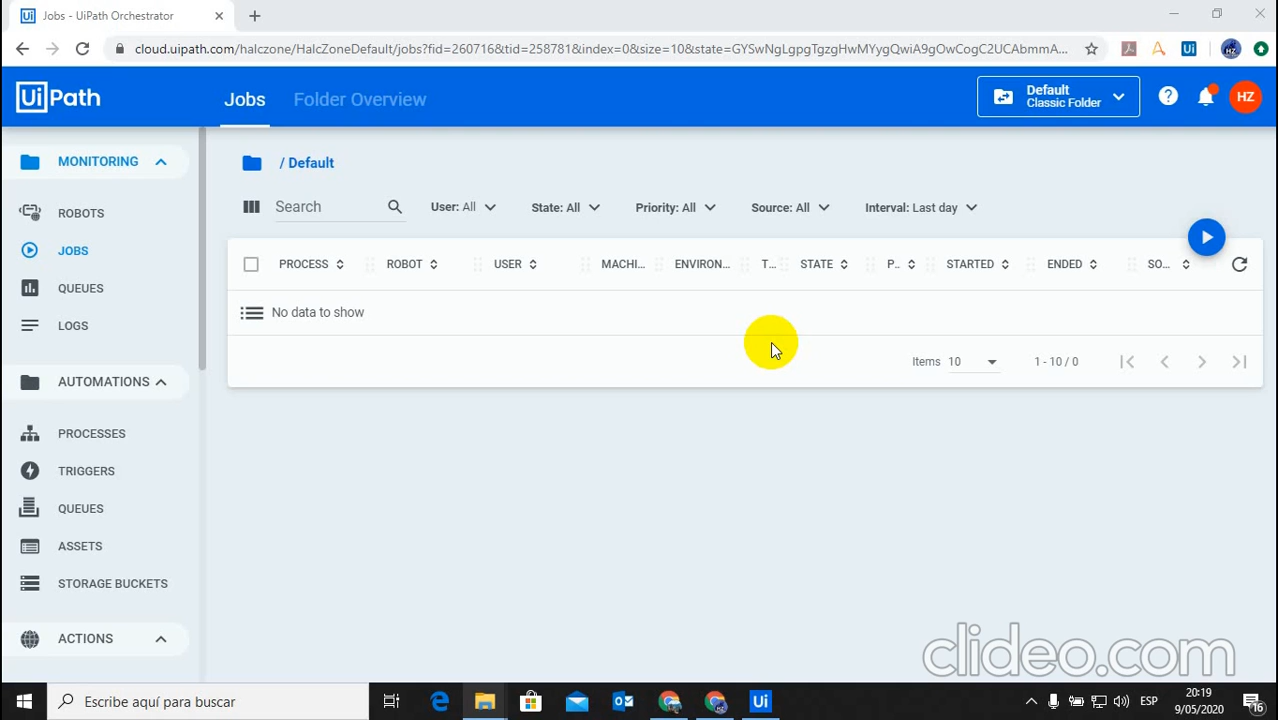 Jobs - UiPath Orchestrator
cloud.uipath.com/halczone/HalcZoneDefault/jobs?fid=260716&tid=258781&index=0&size=10&state=GYSwNgLgpgTgzgHwMYygQwiA9gOwCogC2UCAbmmA...
UiPath
Jobs
Folder Overview
Default
Classic Folder
HZ
MONITORING
ROBOTS
JOBS
QUEUES
LOGS
AUTOMATIONS
PROCESSES
TRIGGERS
QUEUES
ASSETS
STORAGE BUCKETS
ACTIONS
/ Default
Search
User: All
State: All
Priority: All
Source: All
Interval: Last day
PROCESS ROBOT USER MACHI... ENVIRON... T... STATE P.. STARTED ENDED SO...
No data to show
Items 10 1 - 10 / 0
clideo.com
Escribe aquí para buscar
Ui
ESP
20:19
9/05/2020
16